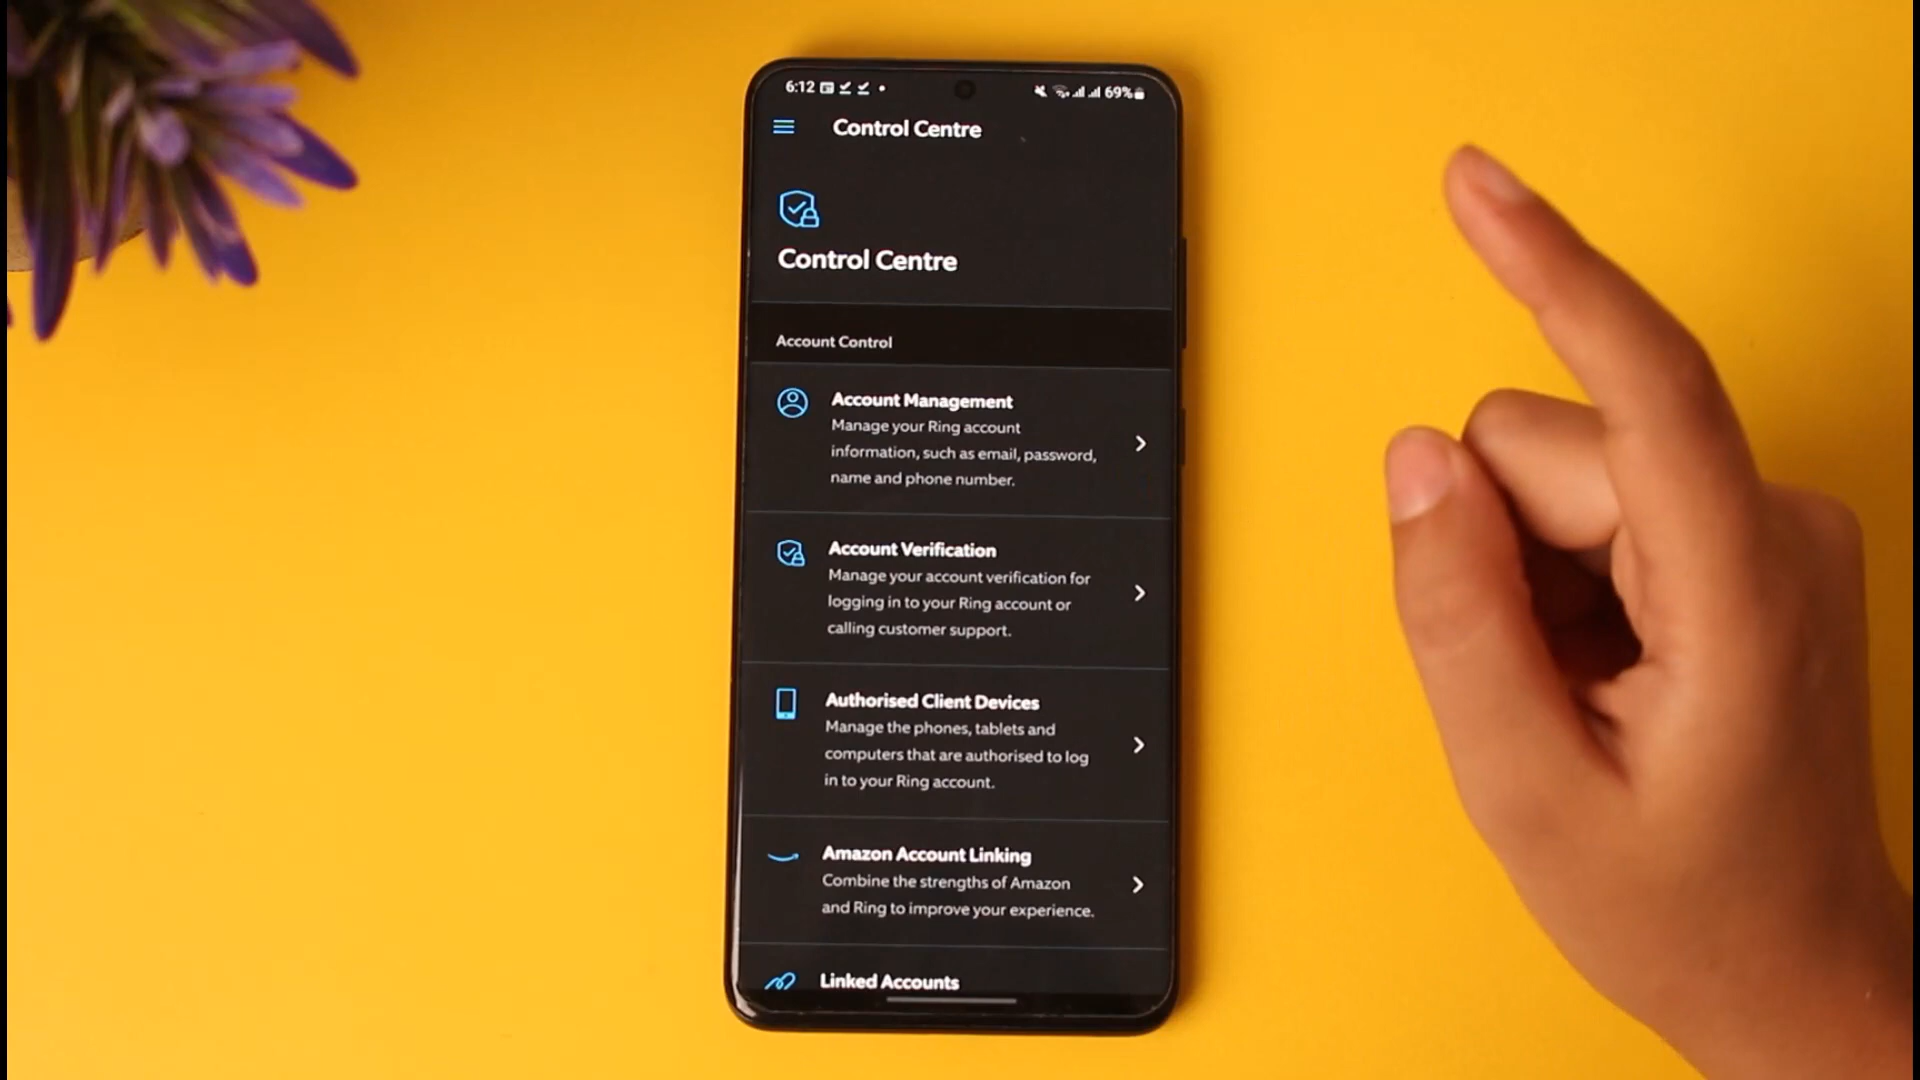 6:12 69%
Control Centre
Control Centre
Account Control
Account Management
Manage your Ring account
information, such as email, password,
name and phone number.
Account Verification
Manage your account verification for
logging in to your Ring account or
calling customer support.
Authorised Client Devices
Manage the phones, tablets and
computers that are authorised to log
in to your Ring account.
Amazon Account Linking
Combine the strengths of Amazon
and Ring to improve your experience.
Linked Accounts